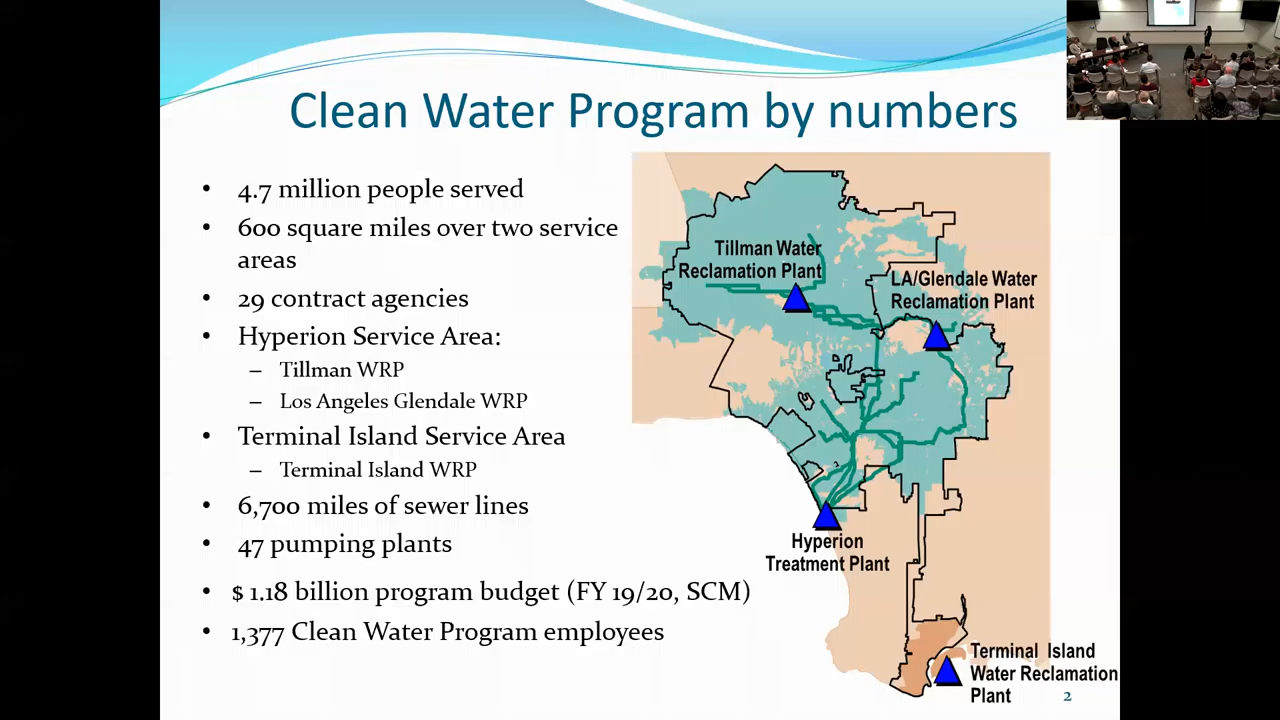 Clean Water Program by numbers
• 4.7 million people served
• 600 square miles over two service
areas
• 29 contract agencies
• Hyperion Service Area:
– Tillman WRP
– Los Angeles Glendale WRP
• Terminal Island Service Area
– Terminal Island WRP
• 6,700 miles of sewer lines
• 47 pumping plants
• $ 1.18 billion program budget (FY 19/20, SCM)
• 1,377 Clean Water Program employees
Tillman Water
Reclamation Plant
LA/Glendale Water
Reclamation Plant
Hyperion
Treatment Plant
Terminal Island
Water Reclamation
Plant
2